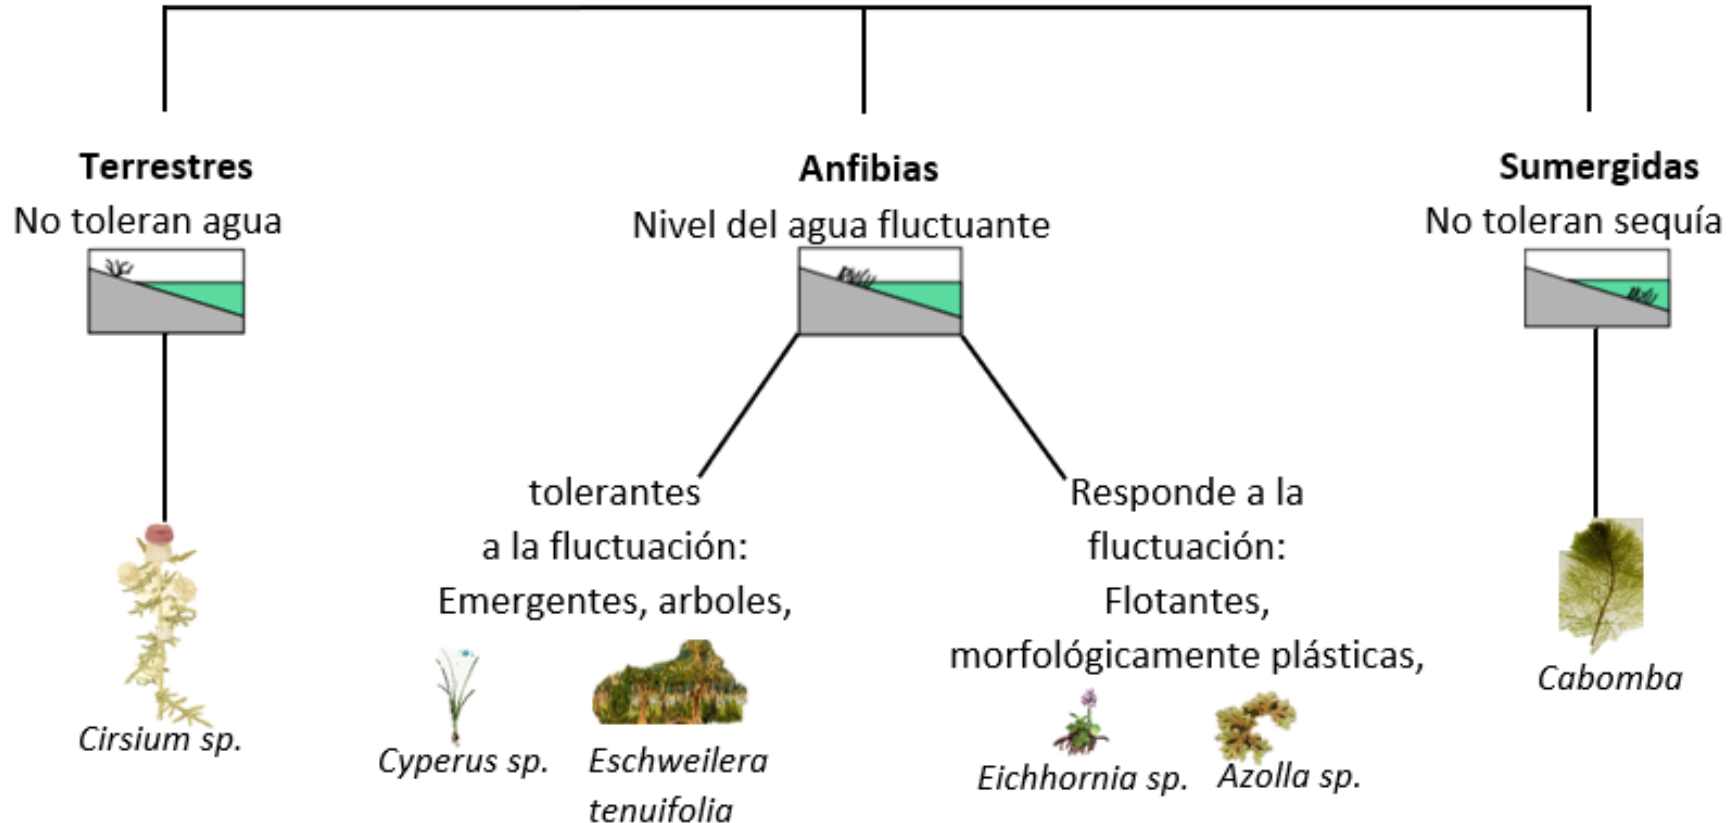 Terrestres
No toleran agua
Anfibias
Nivel del agua fluctuante
Sumergidas
No toleran sequía
tolerantes
a la fluctuación:
Emergentes, arboles,
Responde a la
fluctuación:
Flotantes,
morfológicamente plásticas,
Cirsium sp.
Cyperus sp.
Eschweilera
tenuifolia
Eichhornia sp.
Azolla sp.
Cabomba